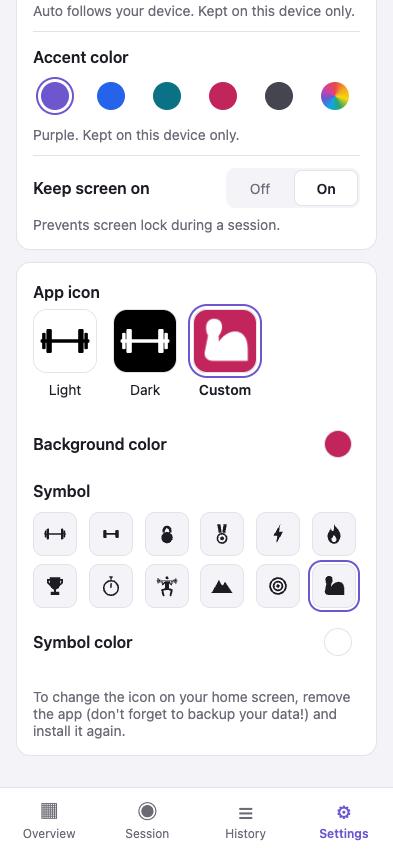 Auto follows your device. Kept on this device only.
Accent color
Purple. Kept on this device only.
Keep screen on
Off
On
Prevents screen lock during a session.
App icon
Light
Dark
Custom
Background color
Symbol
Symbol color
To change the icon on your home screen, remove
the app (don't forget to backup your data!) and
install it again.
Overview
Session
History
Settings